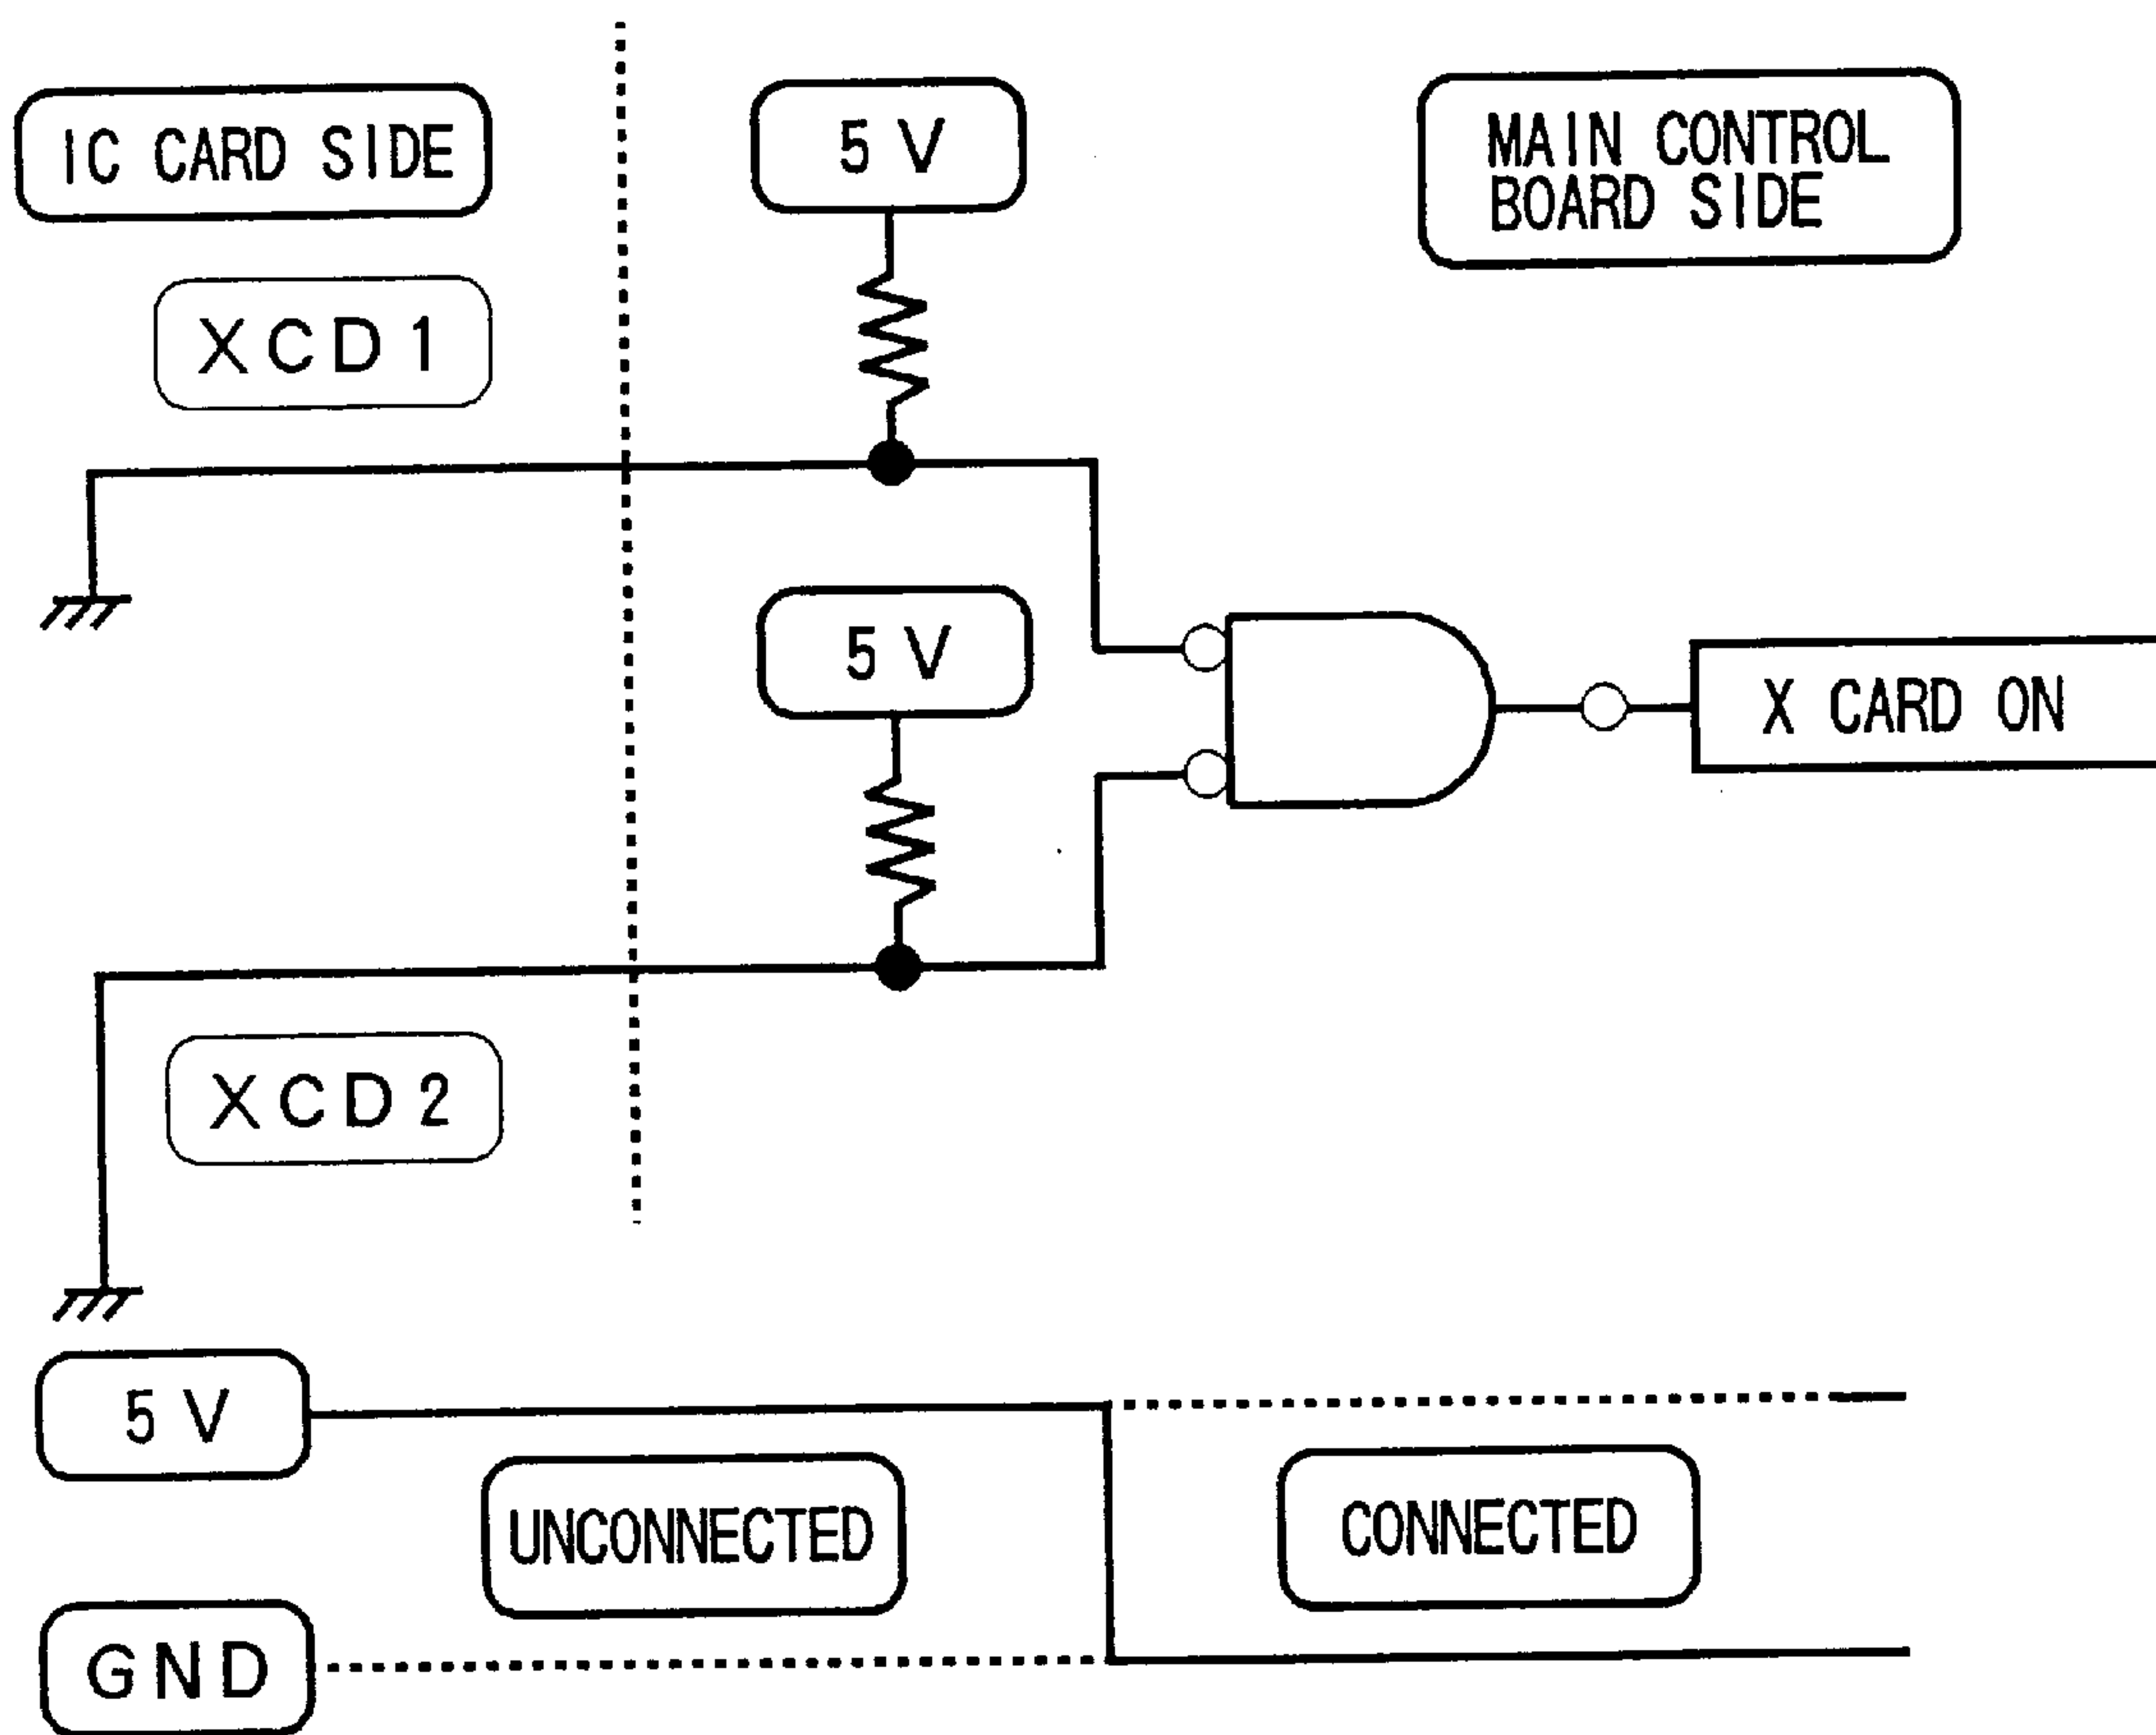 IC CARD SIDE
5 V
MAIN CONTROL
BOARD SIDE
XCD1
5 V
X CARD ON
XCD2
5 V
UNCONNECTED
CONNECTED
GND